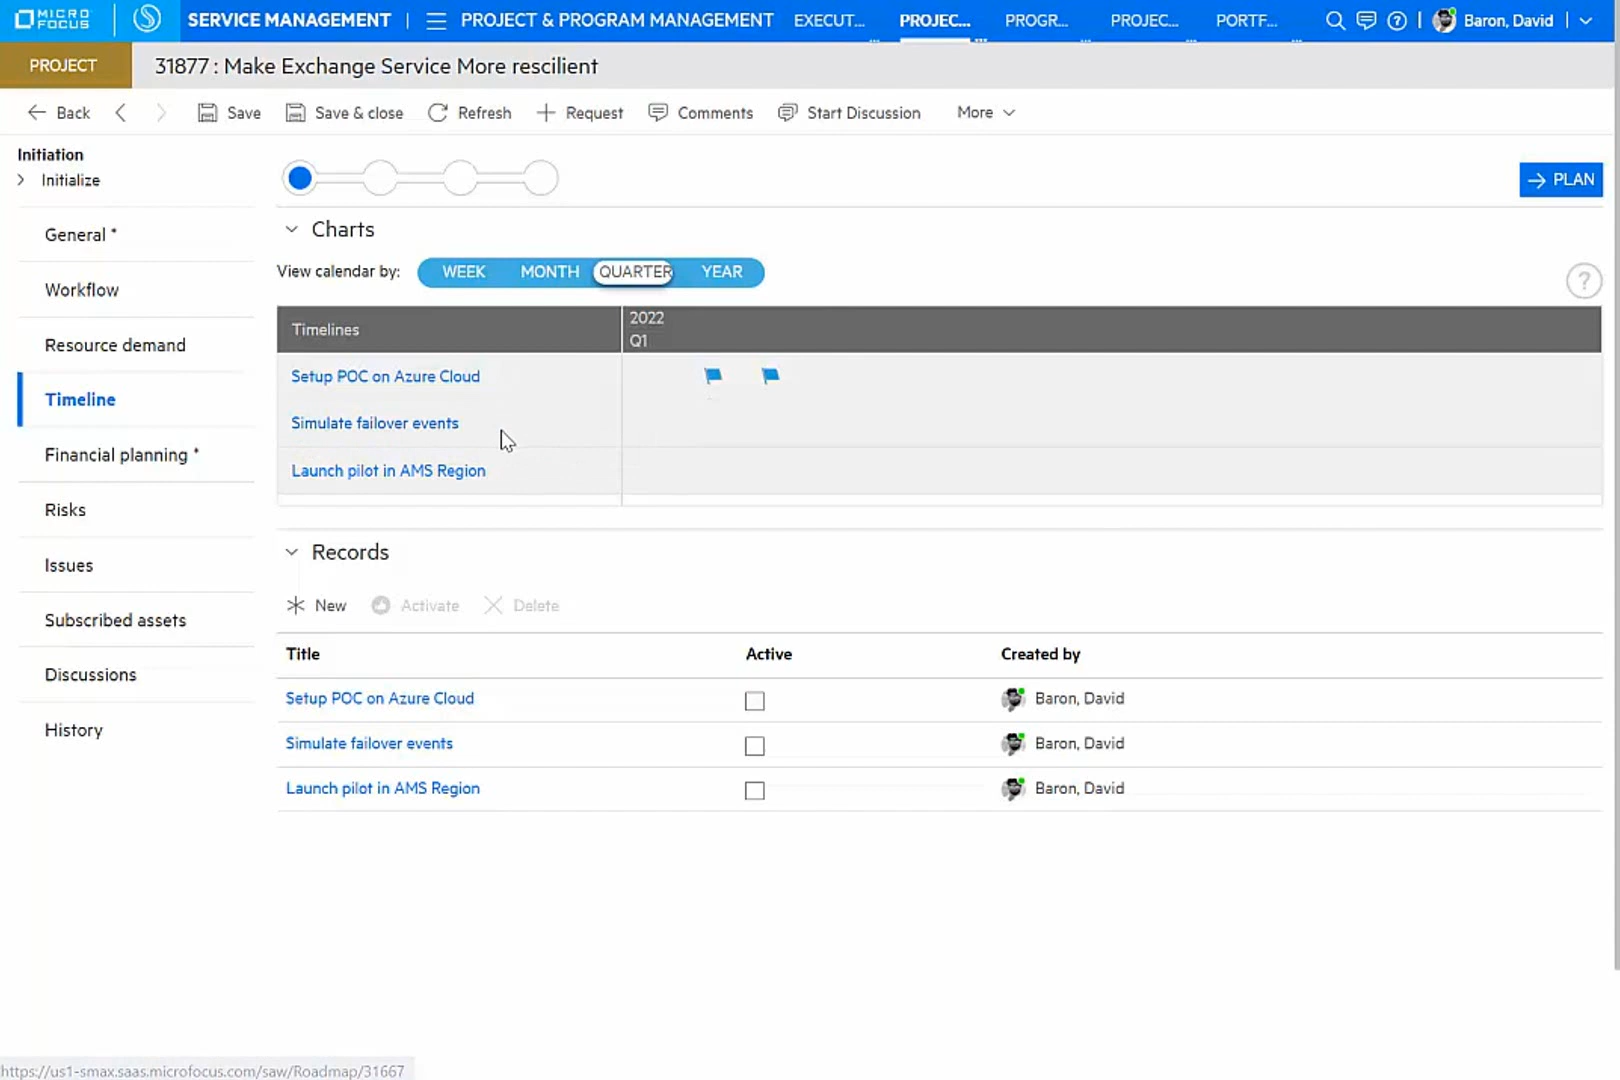 MICRO FOCUS SERVICE MANAGEMENT | PROJECT & PROGRAM MANAGEMENT EXECUT... PROJEC... PROGR... PROJEC... PORTF... | Baron, David |
PROJECT 31877 : Make Exchange Service More rescilient
Back Save Save & close Refresh Request Comments Start Discussion More
Initiation
Initialize
PLAN
General *
Workflow
Resource demand
Timeline
Financial planning *
Risks
Issues
Subscribed assets
Discussions
History
Charts
View calendar by: WEEK MONTH QUARTER YEAR
?
Timelines
2022
Q1
Setup POC on Azure Cloud
Simulate failover events
Launch pilot in AMS Region
Records
New Activate Delete
Title Active Created by
Setup POC on Azure Cloud Baron, David
Simulate failover events Baron, David
Launch pilot in AMS Region Baron, David
https://us1-smax.saas.microfocus.com/saw/Roadmap/31667